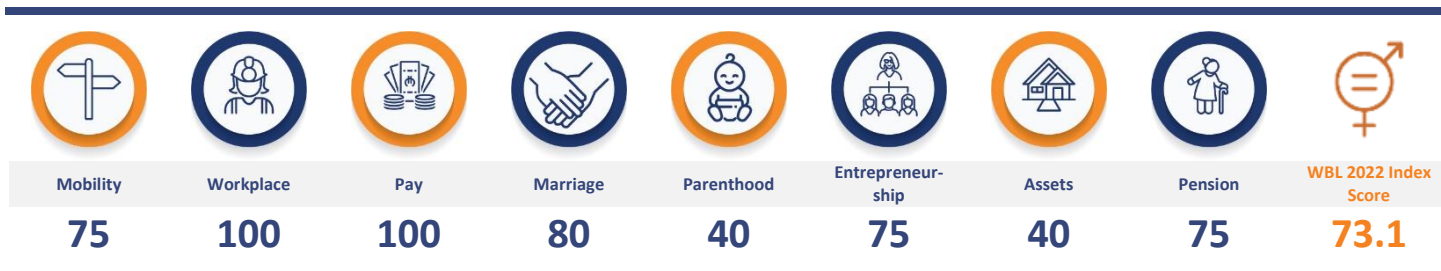 Mobility
Workplace
Pay
Marriage
Parenthood
Entrepreneur-
ship
Assets
Pension
WBL 2022 Index
Score
75
100
100
80
40
75
40
75
73.1